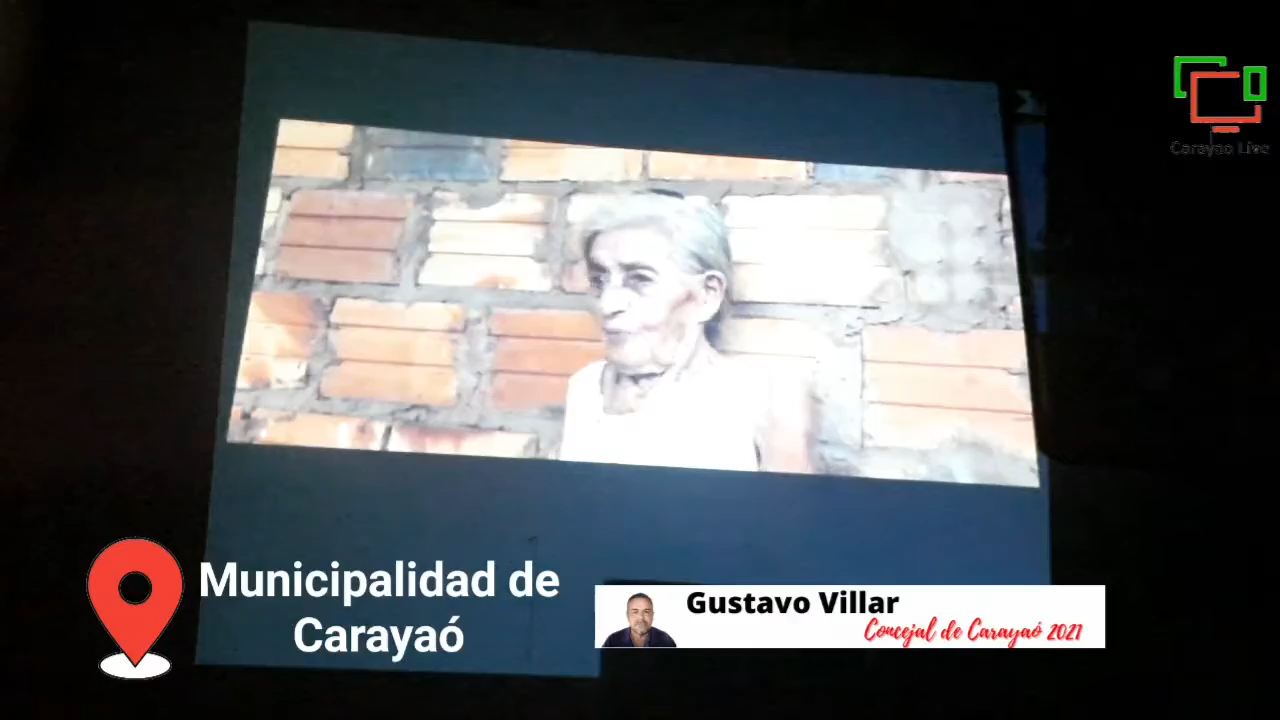 Carayao Live
Municipalidad de
Carayaó
Gustavo Villar
Concejal de Carayaó 2021